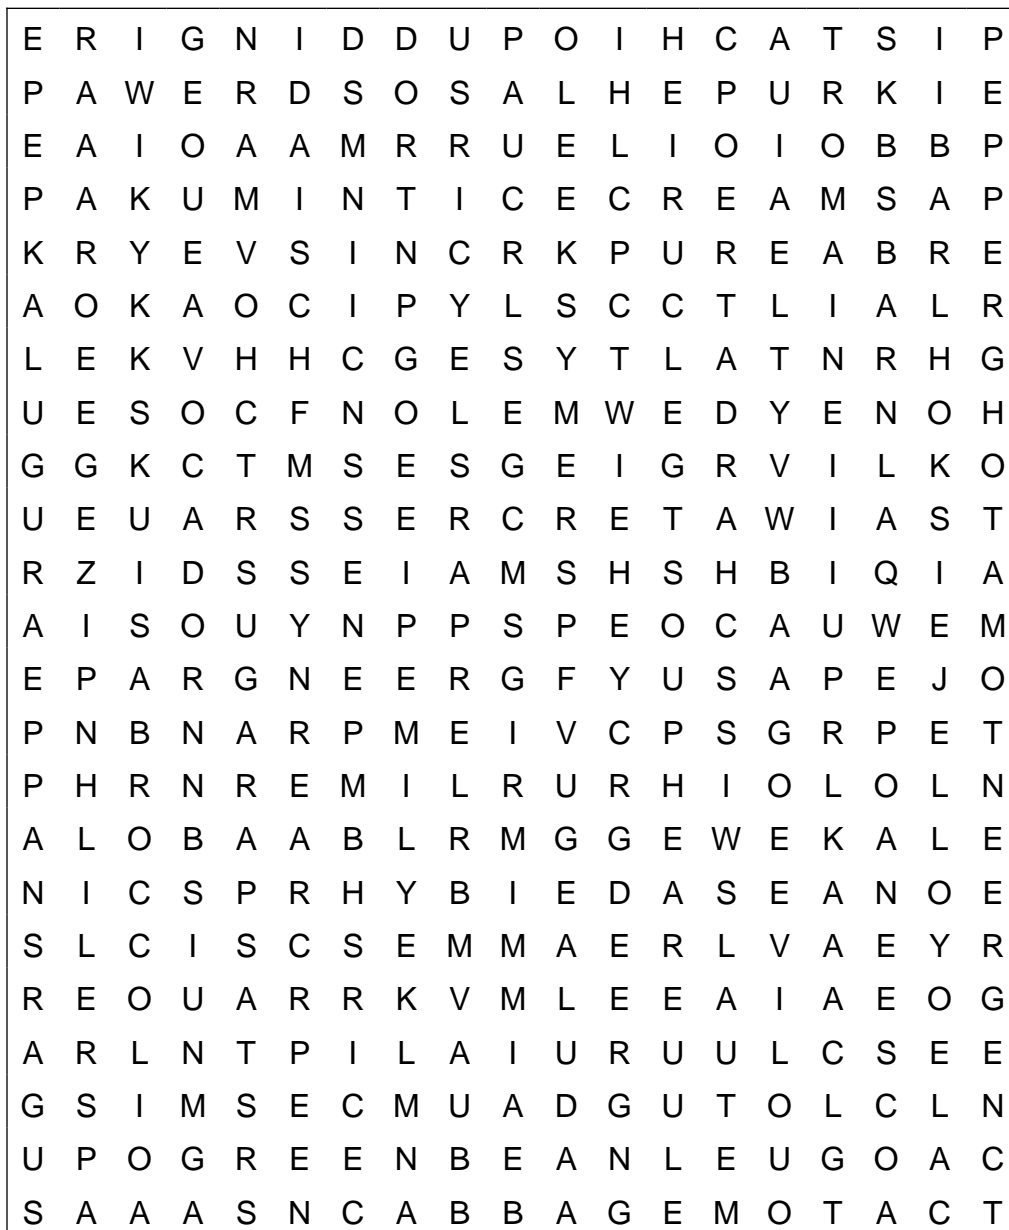 E R I G N I D D U P O I H C A T S I P
P A W E R D S O S A L H E P U R K I E
E A I O A A M R R U E L I O I O B B P
P A K U M I N T I C E C R E A M S A P
K R Y E V S I N C R K P U R E A B R E
A O K A O C I P Y L S C C T L I A L R
L E K V H H C G E S Y T L A T N R H G
U E S O C F N O L E M W E D Y E N O H
G G K C T M S E S G E I G R V I L K O
U E U A R S S E R C R E T A W I A S T
R Z I D S S E I A M S H S H B I Q I A
A I S O U Y N P P S P E O C A U W E M
E P A R G N E E R G F Y U S A P E J O
P N B N A R P M E I V C P S G R P E T
P H R N R E M I L R U R H I O L O L N
A L O B A A B L R M G G E W E K A L E
N I C S P R H Y B I E D A S E A N O E
S L C I S C S E M M A E R L V A E Y R
R E O U A R R K V M L E E A I A E O G
A R L N T P I L A I U R U U L C S E E
G S I M S E C M U A D G U T O L C L N
U P O G R E E N B E A N L E U G O A C
S A A A S N C A B B A G E M O T A C T